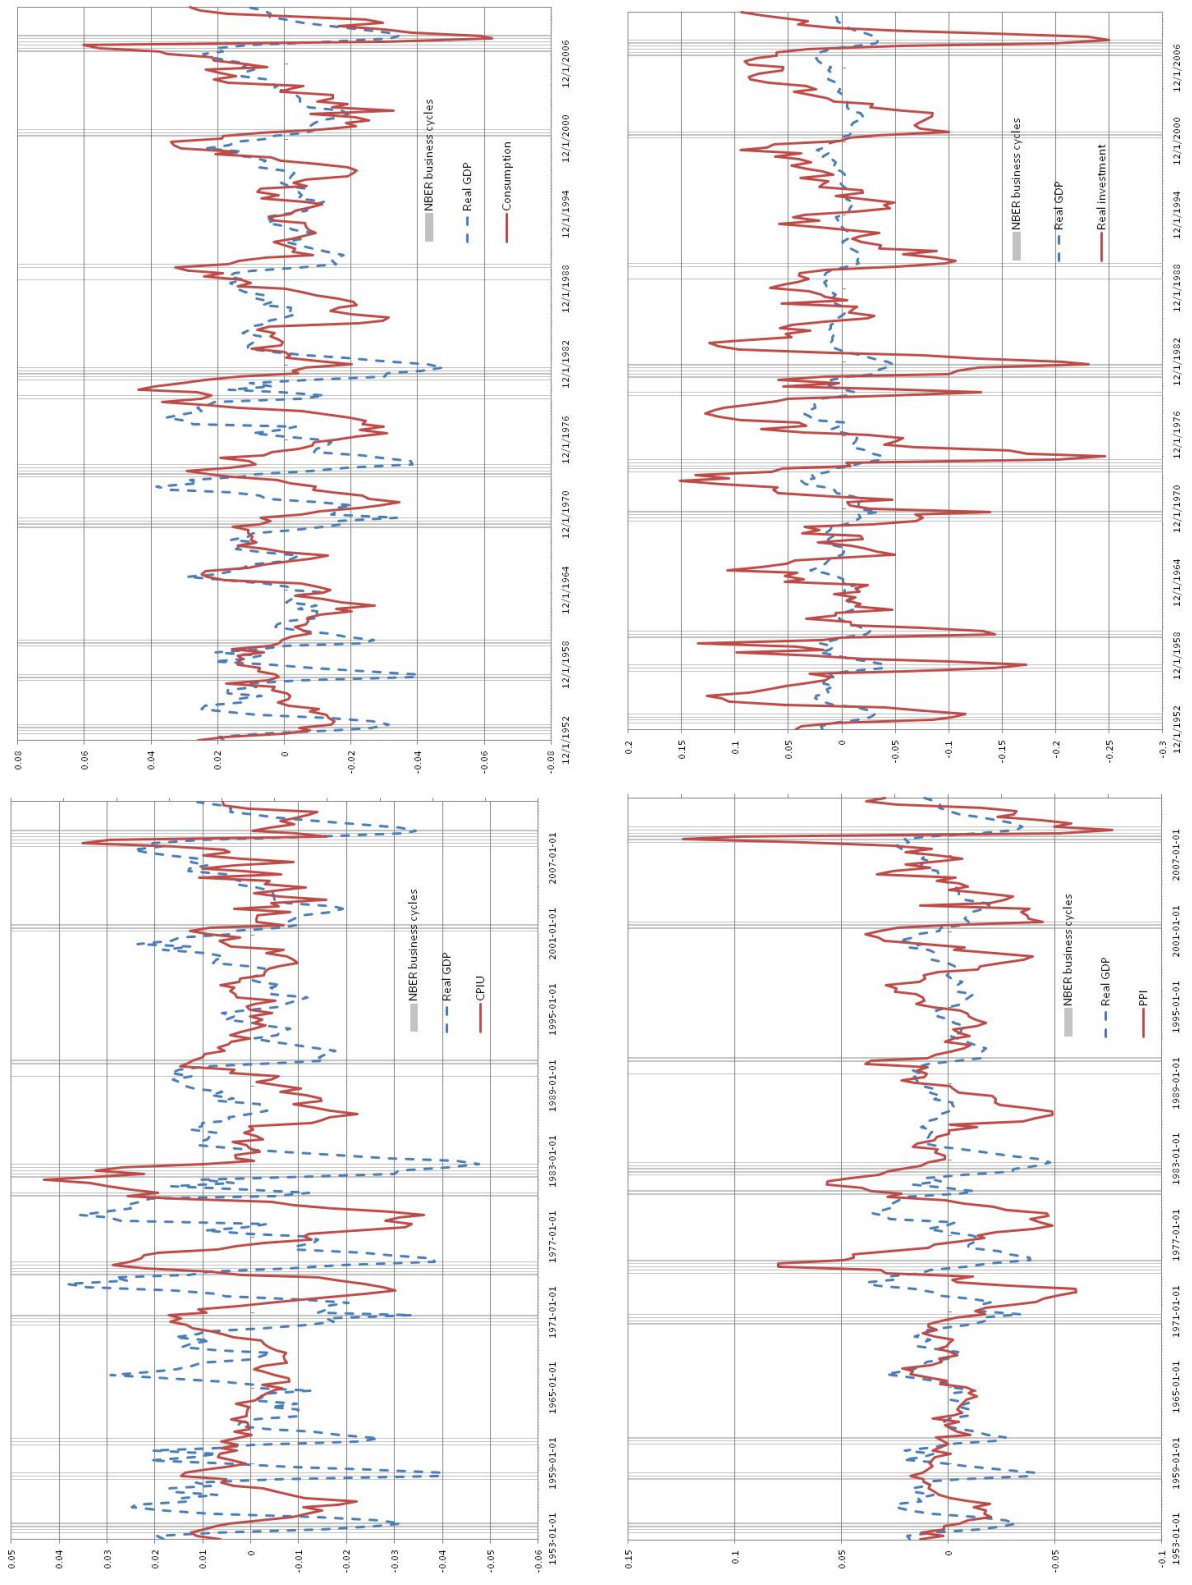 0.05
0.04
0.03
0.02
0.01
0
-0.01
-0.02
-0.03
-0.04
-0.05
-0.06
NBER business cycles
Real GDP
CPIU
1953-01-01 1959-01-01 1965-01-01 1971-01-01 1977-01-01 1983-01-01 1989-01-01 1995-01-01 2001-01-01 2007-01-01
0.08
0.06
0.04
0.02
0
-0.02
-0.04
-0.06
-0.08
NBER business cycles
Real GDP
Consumption
12/1/1952 12/1/1958 12/1/1964 12/1/1970 12/1/1976 12/1/1982 12/1/1988 12/1/1994 12/1/2000 12/1/2006
0.15
0.1
0.05
0
-0.05
-0.1
NBER business cycles
Real GDP
PPI
1953-01-01 1959-01-01 1965-01-01 1971-01-01 1977-01-01 1983-01-01 1989-01-01 1995-01-01 2001-01-01 2007-01-01
0.2
0.15
0.1
0.05
0
-0.05
-0.1
-0.15
-0.2
-0.25
-0.3
NBER business cycles
Real GDP
Real investment
12/1/1952 12/1/1958 12/1/1964 12/1/1970 12/1/1976 12/1/1982 12/1/1988 12/1/1994 12/1/2000 12/1/2006